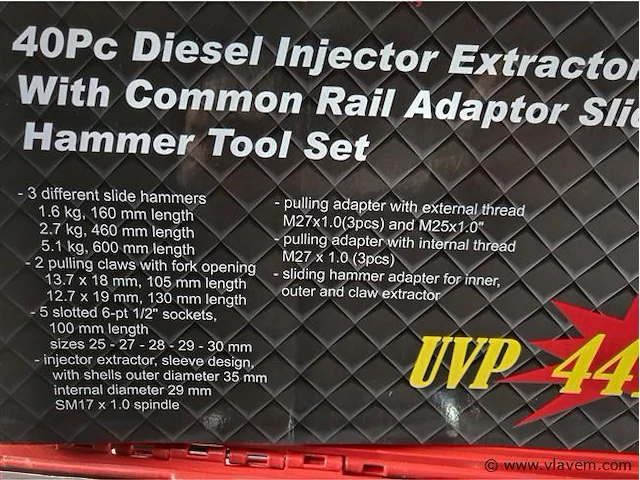 40Pc Diesel Injector Extractor
With Common Rail Adaptor
Hammer Tool Set
- 3 different slide hammers
1.6 kg, 160 mm length
2.7 kg, 460 mm length
5.1 kg, 600 mm length
- 2 pulling claws with fork opening
13.7 x 18 mm, 105 mm length
12.7 x 19 mm, 130 mm length
- 5 slotted 6-pt 1/2" sockets,
100 mm length
sizes 25 - 27 - 28 - 29 - 30 mm
- injector extractor, sleeve design,
with shells outer diameter 35 mm
internal diameter 29 mm
SM17 x 1.0 spindle
- pulling adapter with external thread
M27x1.0(3pcs) and M25x1.0"
- pulling adapter with internal thread
M27 x 1.0 (3pcs)
- sliding hammer adapter for inner,
outer and claw extractor
UVP 44
© www.vlavem.com